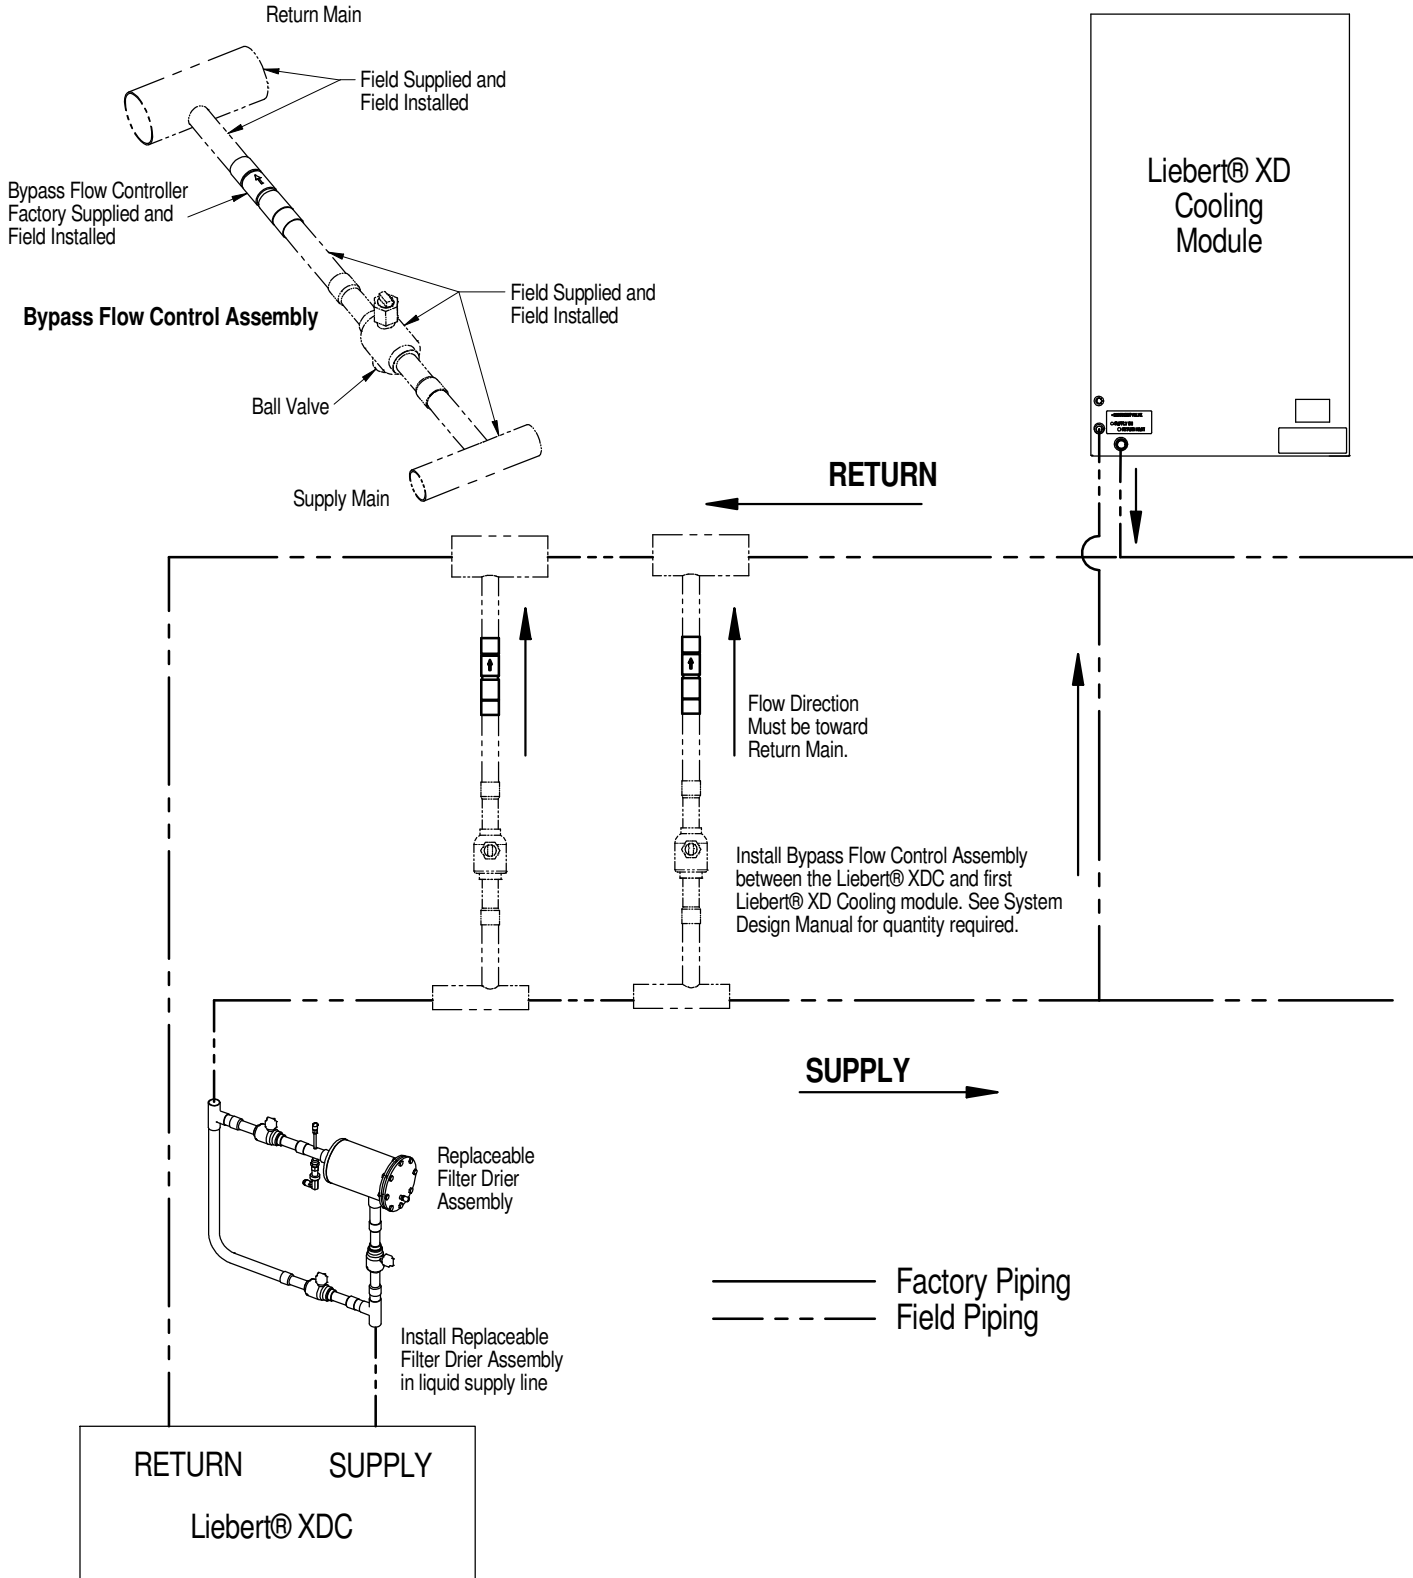 Return Main
Field Supplied and
Field Installed
Bypass Flow Controller
Factory Supplied and
Field Installed
Bypass Flow Control Assembly
Field Supplied and
Field Installed
Ball Valve
Supply Main
Liebert® XD
Cooling
Module
RETURN
Flow Direction
Must be toward
Return Main.
Install Bypass Flow Control Assembly
between the Liebert® XDC and first
Liebert® XD Cooling module. See System
Design Manual for quantity required.
SUPPLY
Replaceable
Filter Drier
Assembly
Factory Piping
Field Piping
Install Replaceable
Filter Drier Assembly
in liquid supply line
RETURN SUPPLY
Liebert® XDC